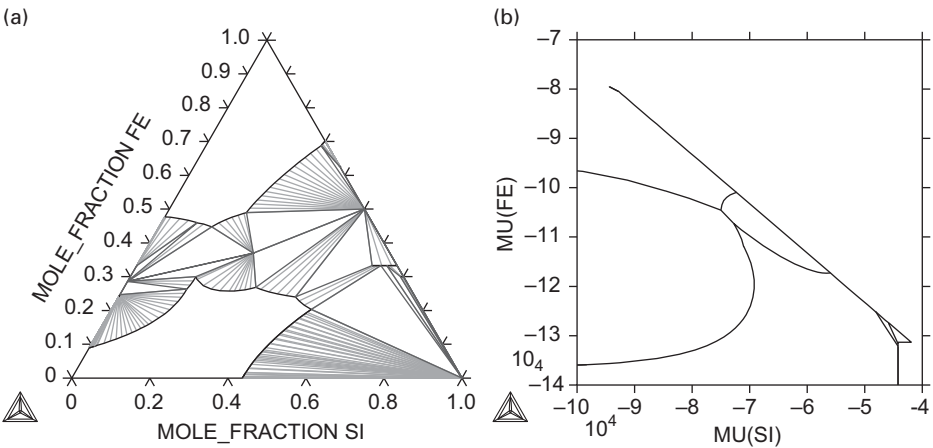 (a)
1.0
0.9
0.8
0.7
0.6
0.5
0.4
0.3
0.2
0.1
0
MOLE_FRACTION FE
0 0.2 0.4 0.6 0.8 1.0
MOLE_FRACTION SI
(b)
–7
–8
–9
–10
–11
–12
–13
–14
10₄
MU(FE)
–10 –9 –8 –7 –6 –5 -4
10⁴
MU(SI)